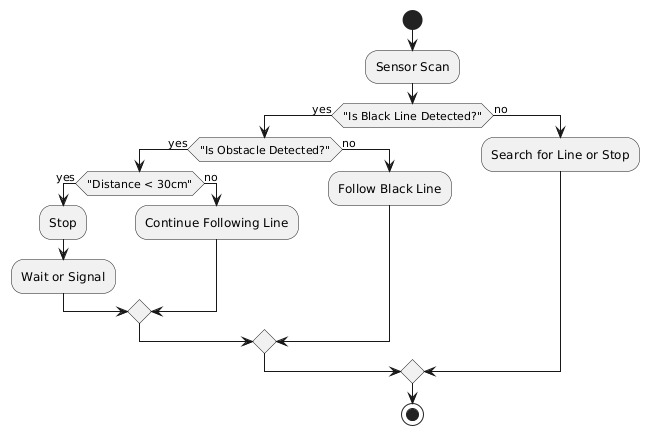 Sensor Scan
yes
"Is Black Line Detected?"
no
yes
"Is Obstacle Detected?"
no
Search for Line or Stop
yes
"Distance < 30cm"
no
Follow Black Line
Stop
Continue Following Line
Wait or Signal